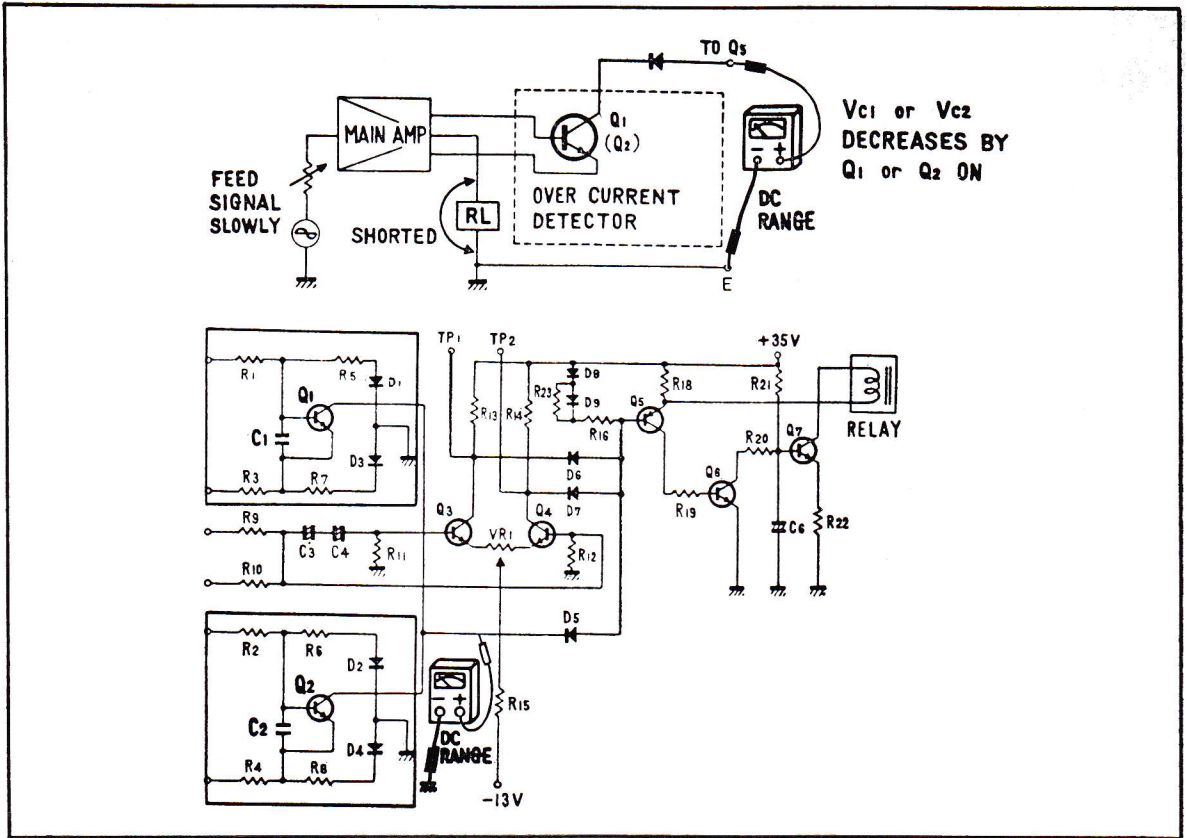 TO Q5
MAIN AMP
Q1
(Q2)
- +
VC1 or VC2
DECREASES BY
Q1 or Q2 ON
FEED
SIGNAL
SLOWLY
SHORTED
RL
OVER CURRENT
DETECTOR
DC
RANGE
E
TP1
TP2
+35V
R1
R5
D1
Q1
C1
D3
R3
R7
R13
R14
R23
D8
D9
R16
Q5
R18
R21
RELAY
D6
D7
R20
Q7
Q6
R19
C6
R22
R9
C3
C4
R11
Q3
VR1
Q4
R12
R10
D5
R2
R6
D2
Q2
C2
D4
R4
R8
- +
DC
RANGE
R15
-13V